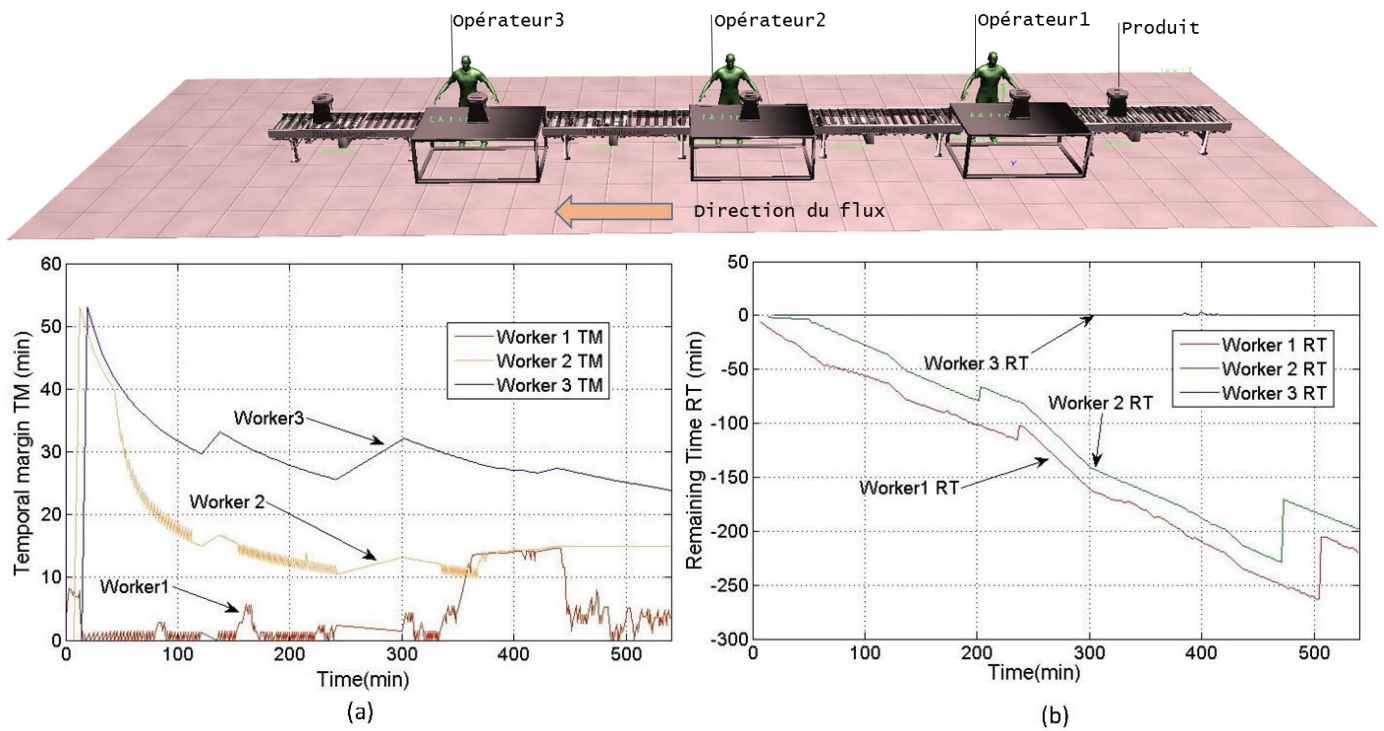 Opérateur3
Opérateur2
Opérateur1
Produit
Direction du flux
60
50
40
30
20
10
0
Temporal margin TM (min)
Worker 1 TM
Worker 2 TM
Worker 3 TM
Worker3
Worker 2
Worker1
0 100 200 300 400 500
Time(min)
(a)
50
0
-50
-100
-150
-200
-250
-300
Remaining Time RT (min)
Worker 1 RT
Worker 2 RT
Worker 3 RT
Worker 3 RT
Worker 2 RT
Worker1 RT
0 100 200 300 400 500
Time(min)
(b)